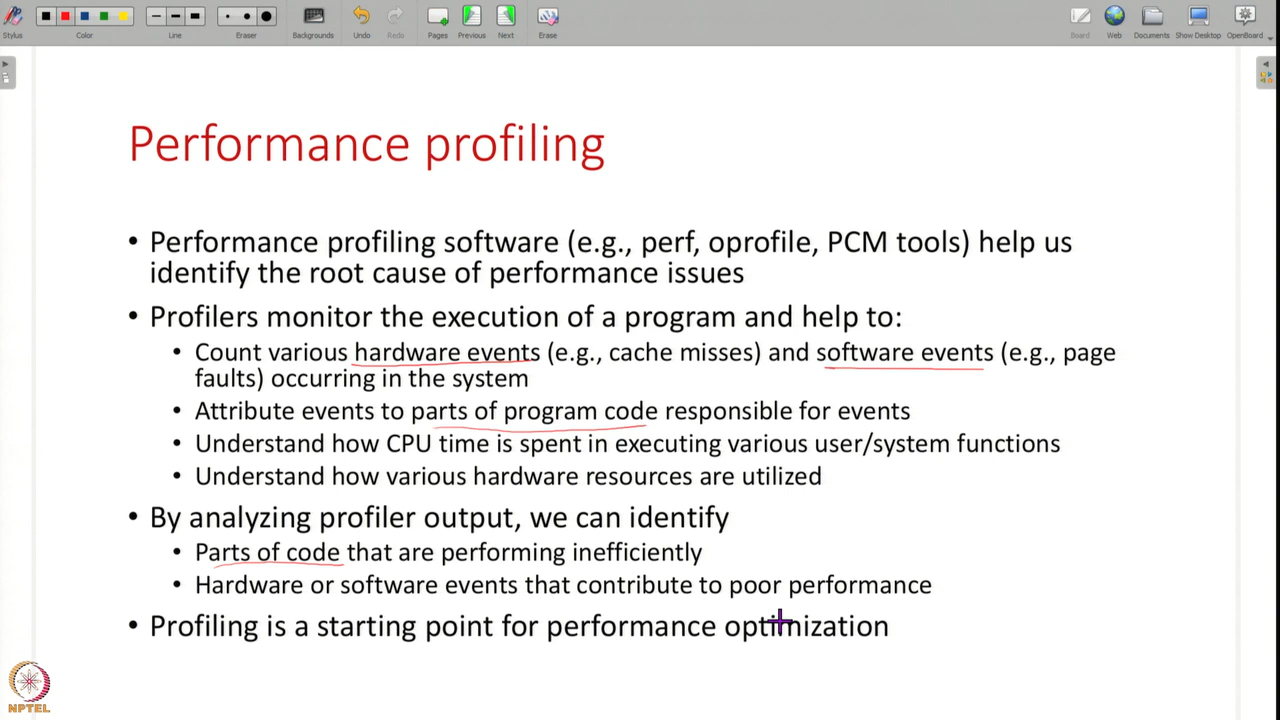 Stylus Color Line Eraser Backgrounds Undo Redo Pages Previous Next Erase Board Web Documents Show Desktop OpenBoard
Performance profiling
• Performance profiling software (e.g., perf, oprofile, PCM tools) help us
identify the root cause of performance issues
• Profilers monitor the execution of a program and help to:
• Count various hardware events (e.g., cache misses) and software events (e.g., page
faults) occurring in the system
• Attribute events to parts of program code responsible for events
• Understand how CPU time is spent in executing various user/system functions
• Understand how various hardware resources are utilized
• By analyzing profiler output, we can identify
• Parts of code that are performing inefficiently
• Hardware or software events that contribute to poor performance
• Profiling is a starting point for performance optimization
NPTEL